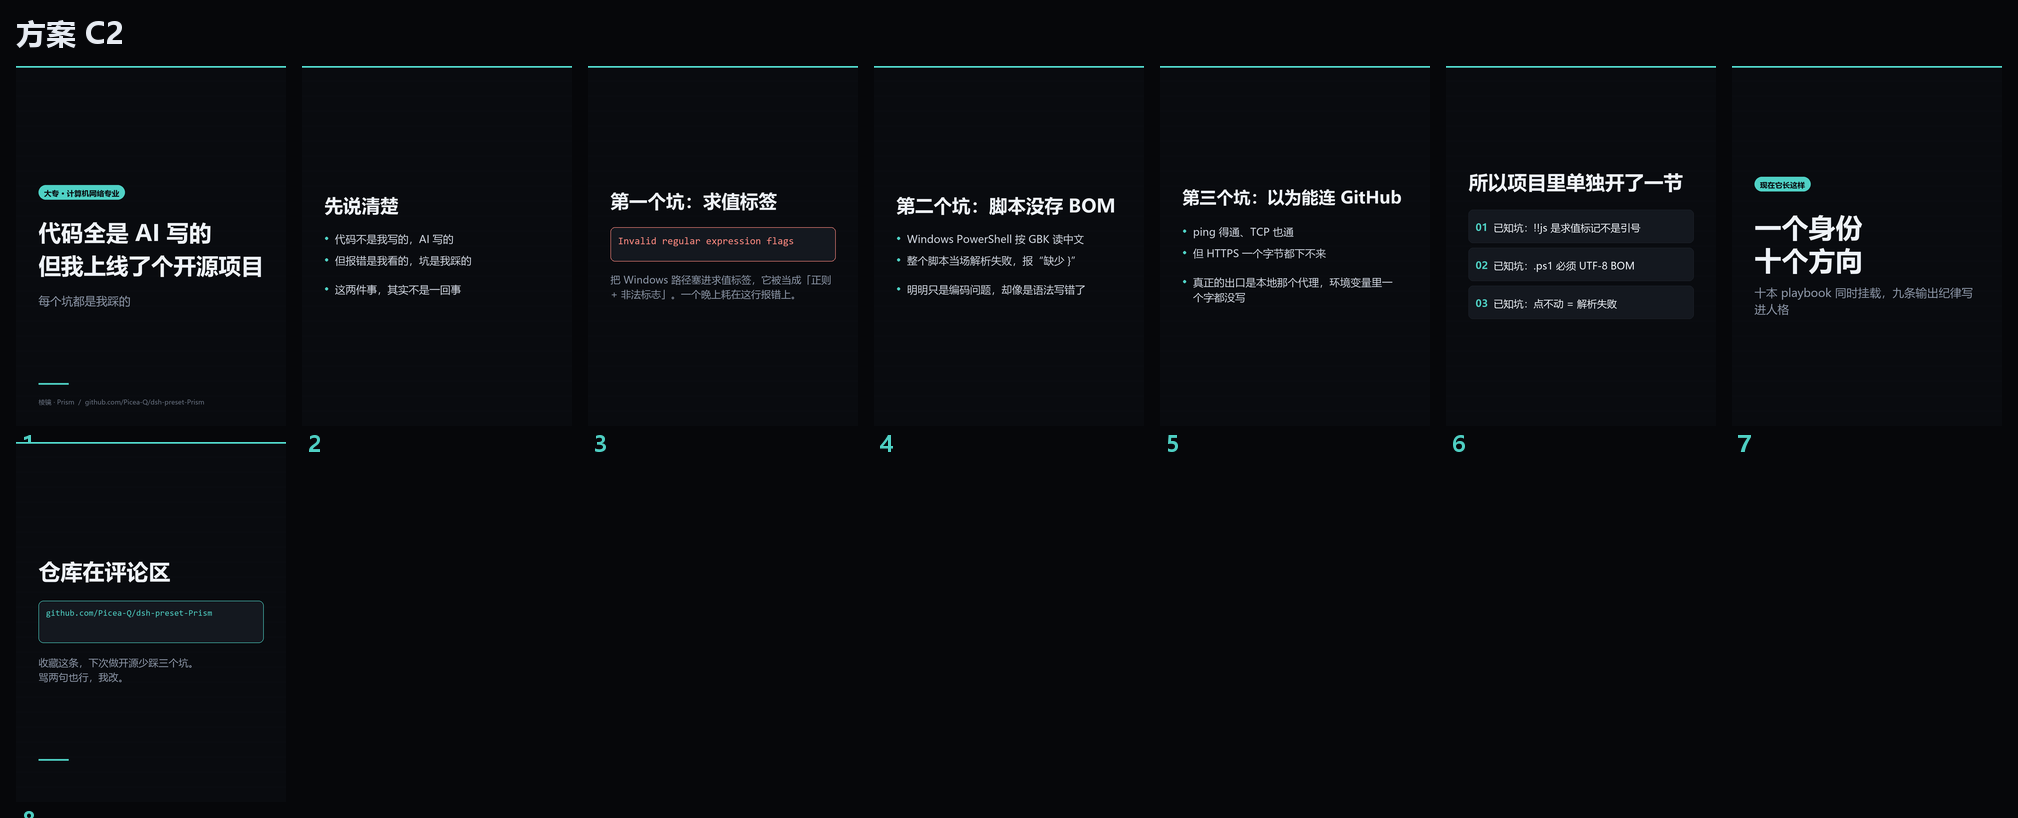 方案 C2
大专·计算机网络专业
代码全是 AI 写的
但我上线了个开源项目
每个坑都是我踩的
棱镜 · Prism / github.com/Picea-Q/dsh-preset-Prism
1
先说清楚
• 代码不是我写的，AI 写的
• 但报错是我看的，坑是我踩的
• 这两件事，其实不是一回事
2
第一个坑：求值标签
Invalid regular expression flags
把 Windows 路径塞进求值标签，它被当成「正则
+ 非法标志」。一个晚上耗在这行报错上。
3
第二个坑：脚本没存 BOM
• Windows PowerShell 按 GBK 读中文
• 整个脚本当场解析失败，报“缺少 }”
• 明明只是编码问题，却像是语法写错了
4
第三个坑：以为能连 GitHub
• ping 得通、TCP 也通
• 但 HTTPS 一个字节都下不来
• 真正的出口是本地那个代理，环境变量里一
个字都没写
5
所以项目里单独开了一节
01 已知坑：!!js 是求值标记不是引号
02 已知坑：.ps1 必须 UTF-8 BOM
03 已知坑：点不动 = 解析失败
6
现在它长这样
一个身份
十个方向
十本 playbook 同时挂载，九条输出纪律写
进人格
7
仓库在评论区
github.com/Picea-Q/dsh-preset-Prism
收藏这条，下次做开源少踩三个坑。
骂两句也行，我改。
8